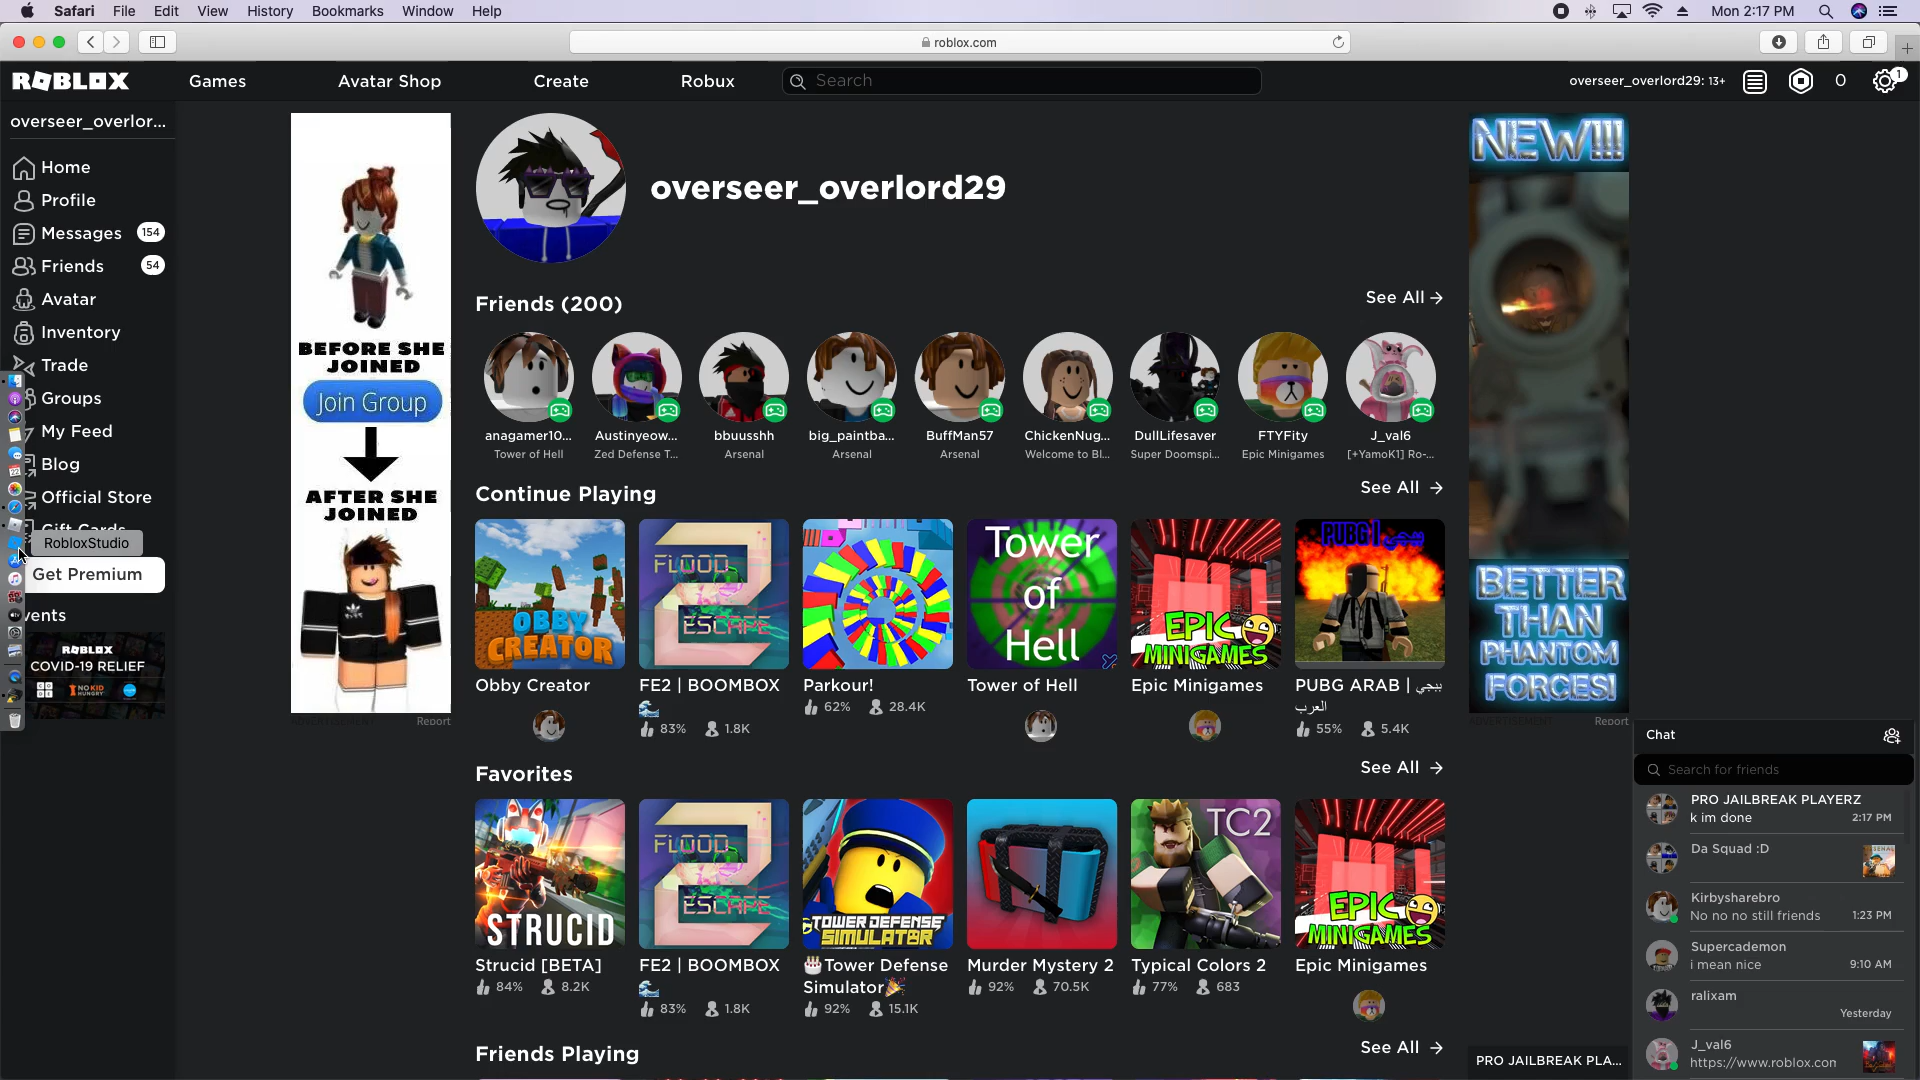 Safari File Edit View History Bookmarks Window Help
Mon 2:17 PM
roblox.com
ROBLOX
Games
Avatar Shop
Create
Robux
Search
overseer_overlord29: 13+
0
1
overseer_overlor...
Home
Profile
Messages 154
Friends 54
Avatar
Inventory
Trade
Groups
My Feed
Blog
Official Store
Gift Cards
RobloxStudio
Get Premium
vents
ROBLOX
COVID-19 RELIEF
NO KID
HUNGRY
BEFORE SHE
JOINED
Join Group
AFTER SHE
JOINED
ADVERTISEMENT
Report
overseer_overlord29
Friends (200)
See All
anagamer10...
Tower of Hell
Austinyeow...
Zed Defense T...
bbuusshh
Arsenal
big_paintba...
Arsenal
BuffMan57
Arsenal
ChickenNug...
Welcome to Bl...
DullLifesaver
Super Doomspi...
FTYFity
Epic Minigames
J_val6
[+YamoK1] Ro-...
Continue Playing
See All
OBBY
CREATOR
Obby Creator
FLOOD
2
ESCAPE
FE2 | BOOMBOX
83% 1.8K
Parkour!
62% 28.4K
Tower
of
Hell
Tower of Hell
EPIC
MINIGAMES
Epic Minigames
PUBG | ببجي
PUBG ARAB | ببجي
العرب
55% 5.4K
Favorites
See All
STRUCID
Strucid [BETA]
84% 8.2K
FLOOD
2
ESCAPE
FE2 | BOOMBOX
83% 1.8K
TOWER DEFENSE
SIMULATOR
🎂Tower Defense
Simulator🎉
92% 15.1K
Murder Mystery 2
92% 70.5K
TC2
Typical Colors 2
77% 683
EPIC
MINIGAMES
Epic Minigames
Friends Playing
See All
NEW!!!
BETTER
THAN
PHANTOM
FORCES!
ADVERTISEMENT
Report
Chat
Search for friends
PRO JAILBREAK PLAYERZ
k im done 2:17 PM
Da Squad :D
Kirbysharebro
No no no still friends 1:23 PM
Supercademon
i mean nice 9:10 AM
ralixam
Yesterday
J_val6
https://www.roblox.con
PRO JAILBREAK PLA...